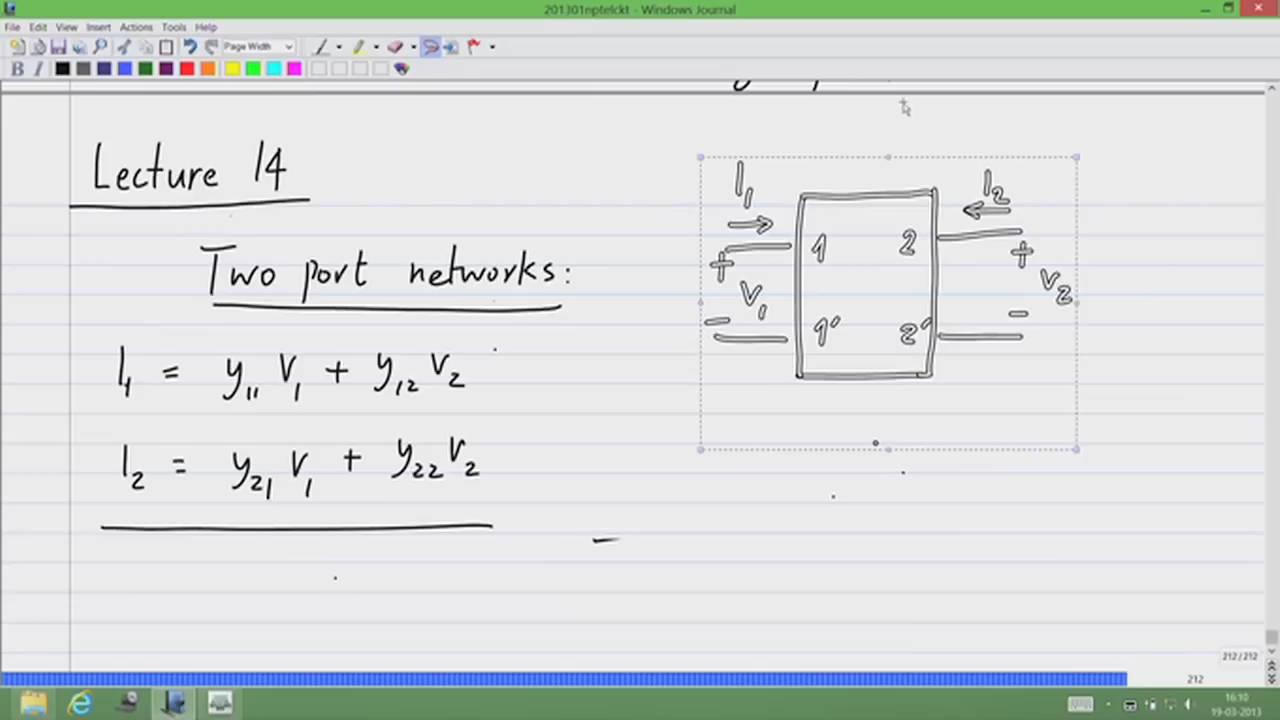 201301nptelckt - Windows Journal
File Edit View Insert Actions Tools Help
Page Width
B I
Lecture 14
Two port networks:
I₁ = y₁₁ V₁ + y₁₂ V₂
I₂ = y₂₁ V₁ + y₂₂ V₂
I₁ I₂
1 2
+ +
V₁ V₂
- -
1' 2'
212/212
212
16:10
19-03-2013